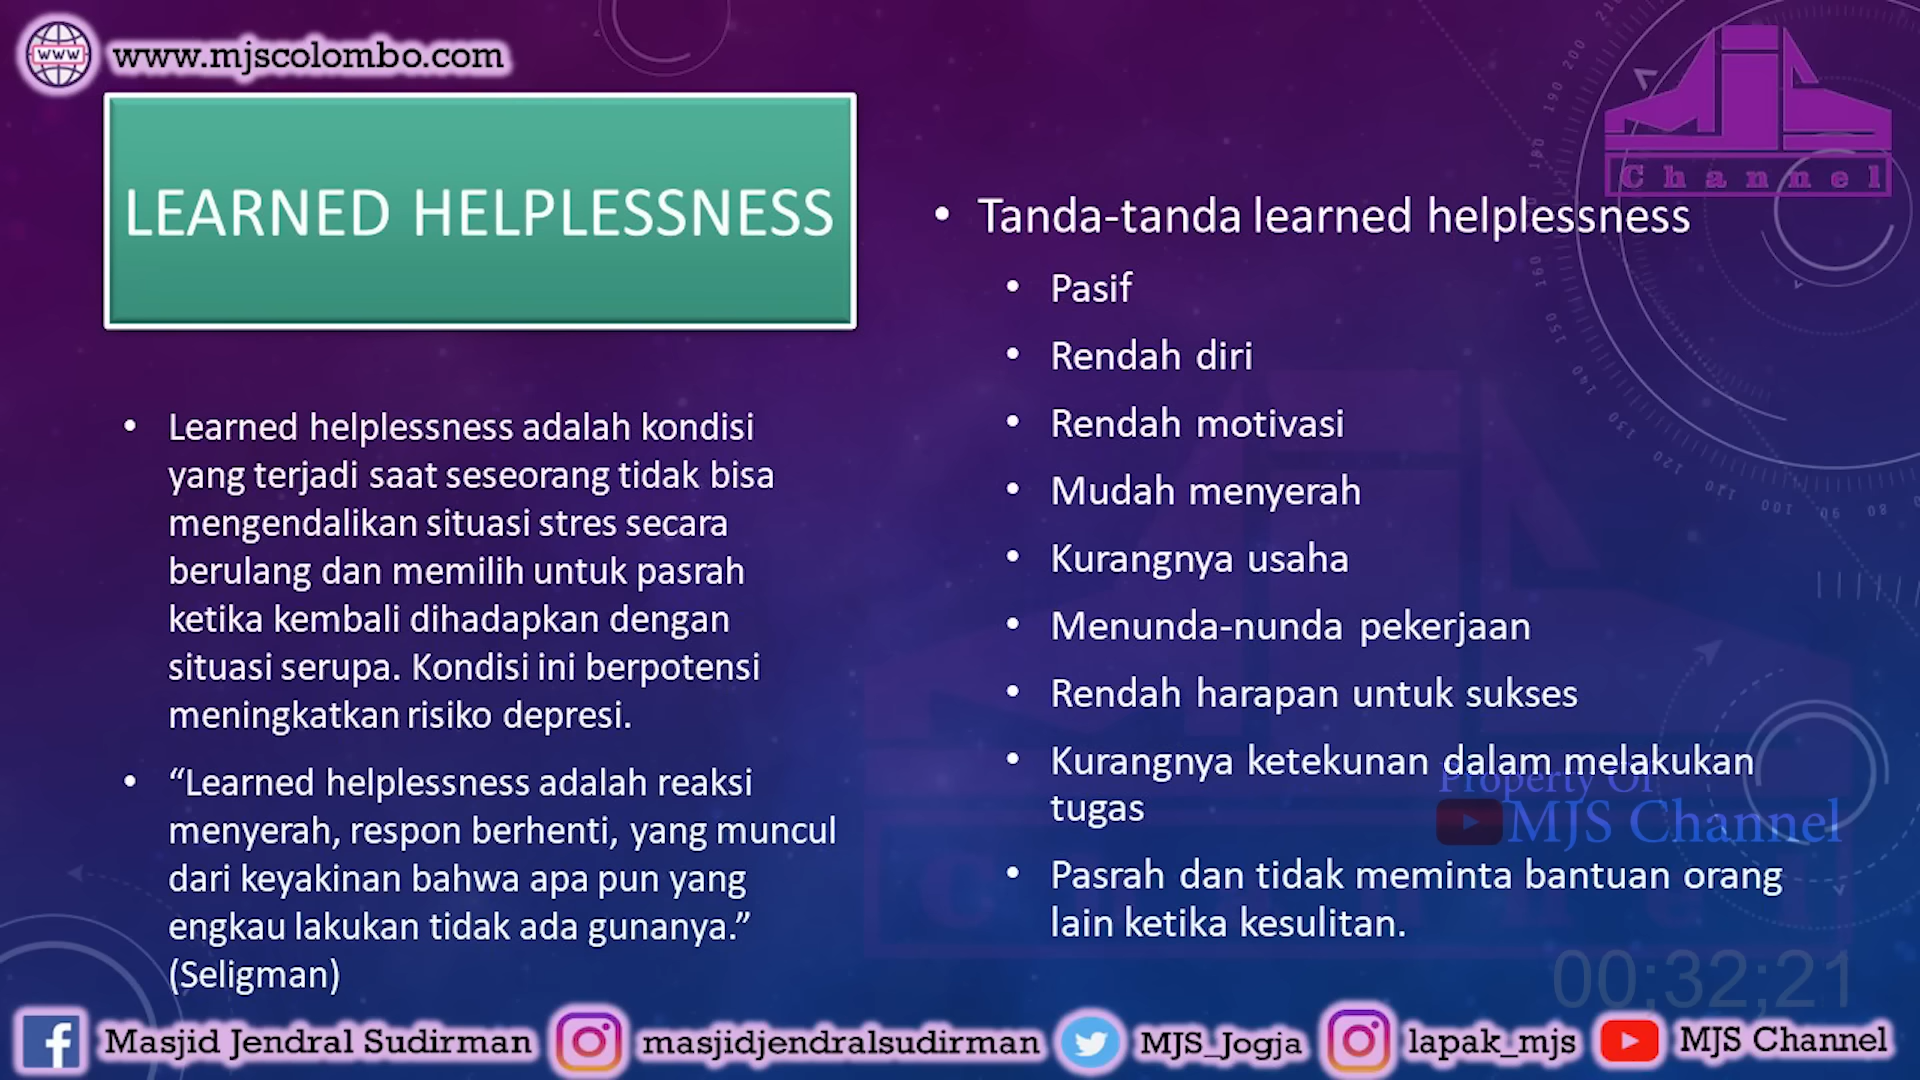 www.mjscolombo.com
Channel
LEARNED HELPLESSNESS
• Learned helplessness adalah kondisi
yang terjadi saat seseorang tidak bisa
mengendalikan situasi stres secara
berulang dan memilih untuk pasrah
ketika kembali dihadapkan dengan
situasi serupa. Kondisi ini berpotensi
meningkatkan risiko depresi.
• “Learned helplessness adalah reaksi
menyerah, respon berhenti, yang muncul
dari keyakinan bahwa apa pun yang
engkau lakukan tidak ada gunanya.”
(Seligman)
• Tanda-tanda learned helplessness
• Pasif
• Rendah diri
• Rendah motivasi
• Mudah menyerah
• Kurangnya usaha
• Menunda-nunda pekerjaan
• Rendah harapan untuk sukses
• Kurangnya ketekunan dalam melakukan
tugas
• Pasrah dan tidak meminta bantuan orang
lain ketika kesulitan.
Property Of
MJS Channel
00;32;21
Masjid Jendral Sudirman
masjidjendralsudirman
MJS_Jogja
lapak_mjs
MJS Channel